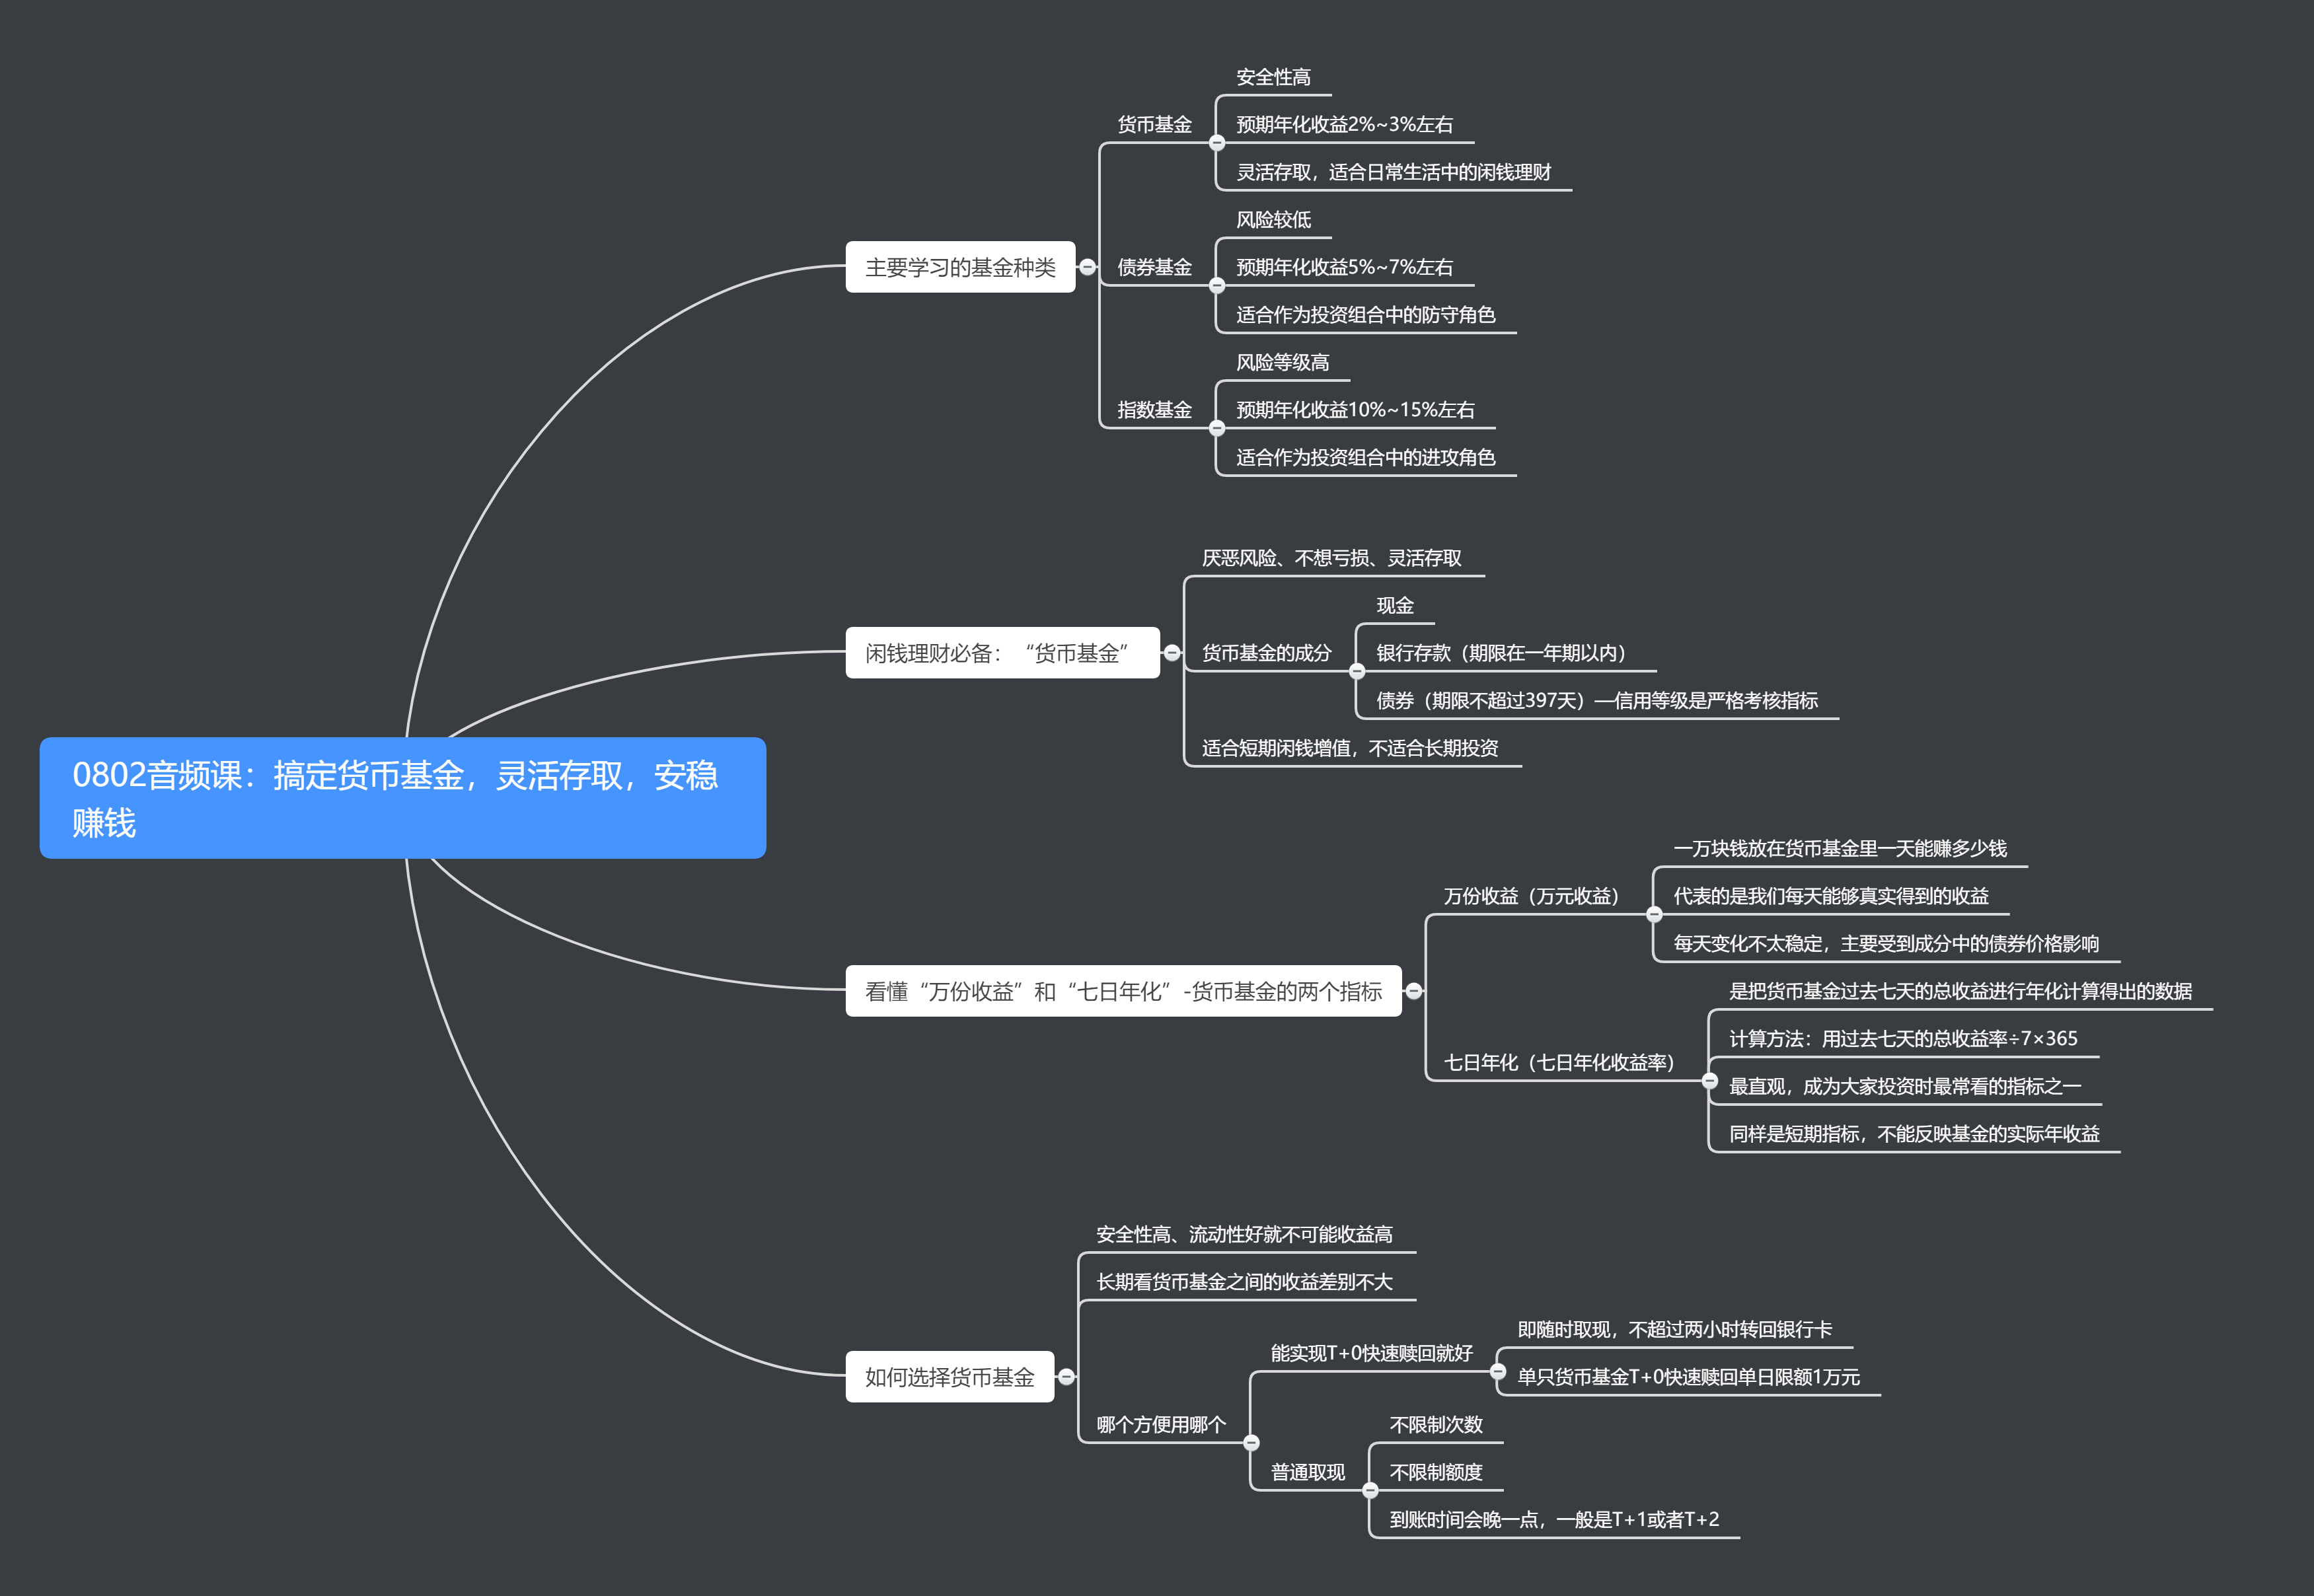 0802音频课：搞定货币基金，灵活存取，安稳
赚钱
主要学习的基金种类
货币基金
安全性高
预期年化收益2%~3%左右
灵活存取，适合日常生活中的闲钱理财
债券基金
风险较低
预期年化收益5%~7%左右
适合作为投资组合中的防守角色
指数基金
风险等级高
预期年化收益10%~15%左右
适合作为投资组合中的进攻角色
闲钱理财必备：“货币基金”
厌恶风险、不想亏损、灵活存取
货币基金的成分
现金
银行存款（期限在一年期以内）
债券（期限不超过397天）—信用等级是严格考核指标
适合短期闲钱增值，不适合长期投资
看懂“万份收益”和“七日年化”-货币基金的两个指标
万份收益（万元收益）
一万块钱放在货币基金里一天能赚多少钱
代表的是我们每天能够真实得到的收益
每天变化不太稳定，主要受到成分中的债券价格影响
七日年化（七日年化收益率）
是把货币基金过去七天的总收益进行年化计算得出的数据
计算方法：用过去七天的总收益率÷7×365
最直观，成为大家投资时最常看的指标之一
同样是短期指标，不能反映基金的实际年收益
如何选择货币基金
安全性高、流动性好就不可能收益高
长期看货币基金之间的收益差别不大
哪个方便用哪个
能实现T+0快速赎回就好
即随时取现，不超过两小时转回银行卡
单只货币基金T+0快速赎回单日限额1万元
普通取现
不限制次数
不限制额度
到账时间会晚一点，一般是T+1或者T+2